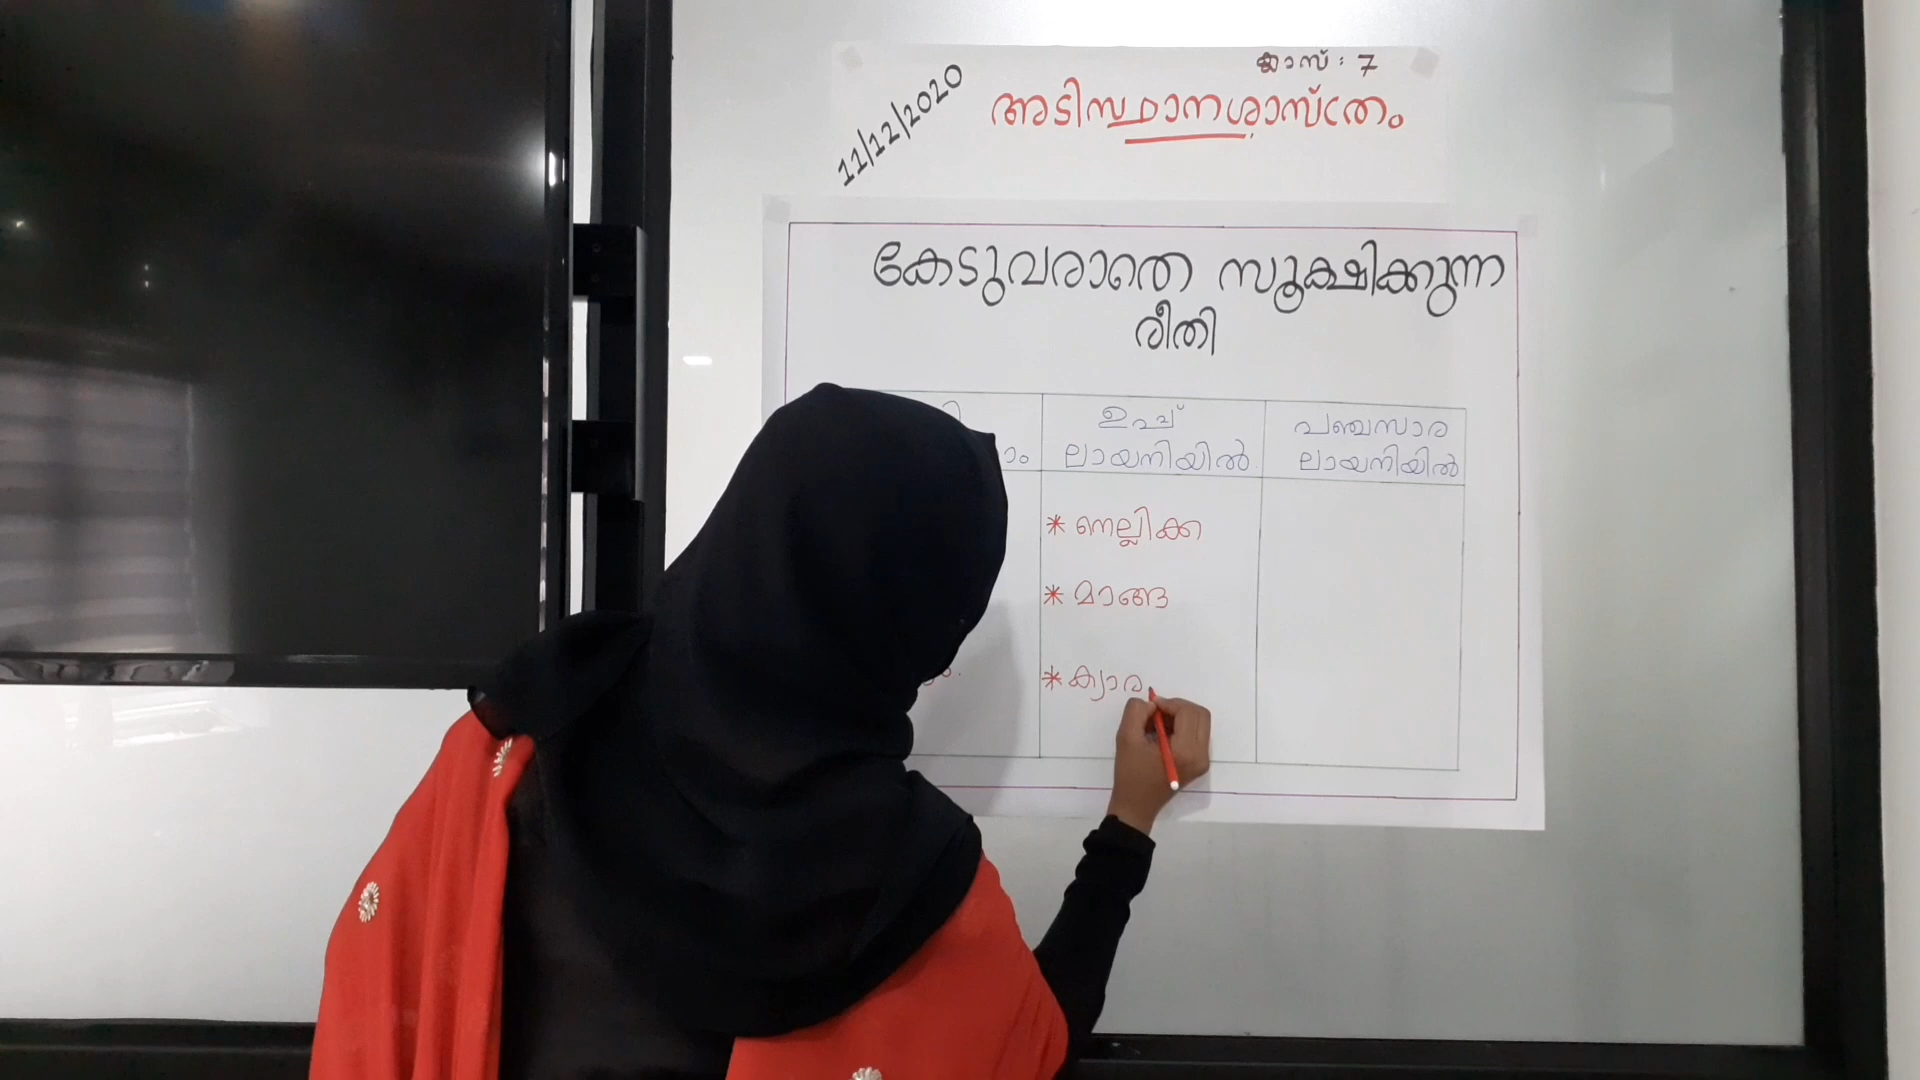 ക്ലാസ് : 7
11/12/2020
അടിസ്ഥാനശാസ്ത്രം
കേടുവരാതെ സൂക്ഷിക്കുന്ന
രീതി
ഉപ്പ്
ലായനിയിൽ
പഞ്ചസാര
ലായനിയിൽ
* നെല്ലിക്ക
* മാങ്ങ
* ക്യാര